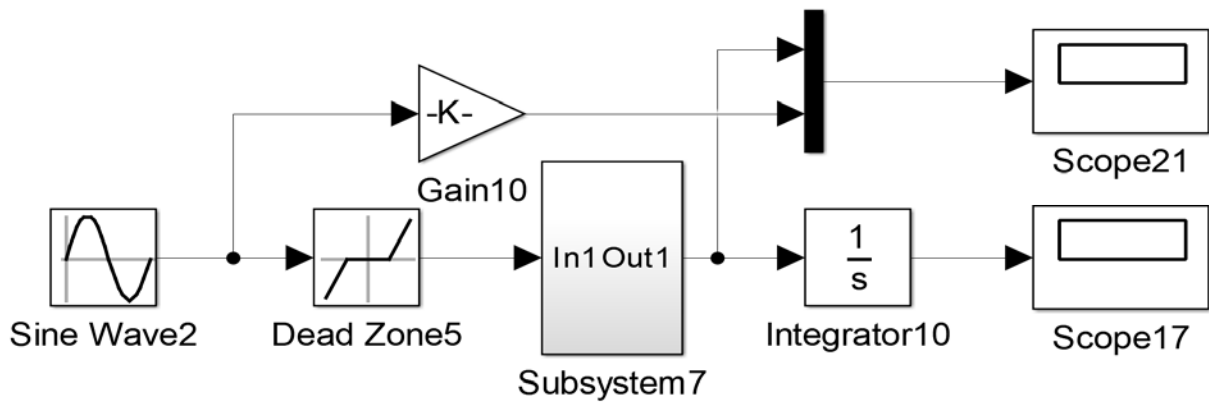 -K-
Gain10
Scope21
In1 Out1
1
s
Sine Wave2
Dead Zone5
Subsystem7
Integrator10
Scope17